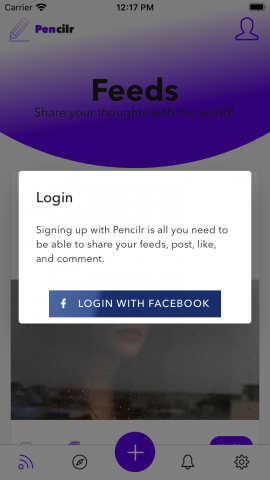 Carrier 12:17 PM
Pencilr
Feeds
Share your thoughts with the world!
Login
Signing up with Pencilr is all you need to
be able to share your feeds, post, like,
and comment.
f LOGIN WITH FACEBOOK